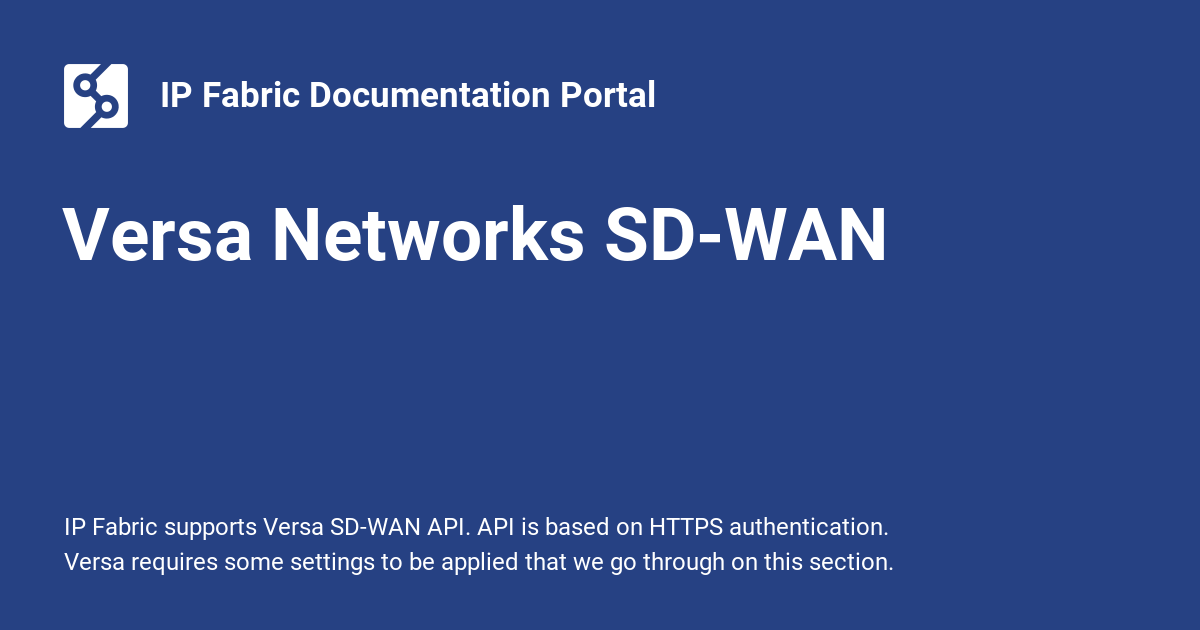 IP Fabric Documentation Portal
Versa Networks SD-WAN
IP Fabric supports Versa SD-WAN API. API is based on HTTPS authentication.
Versa requires some settings to be applied that we go through on this section.